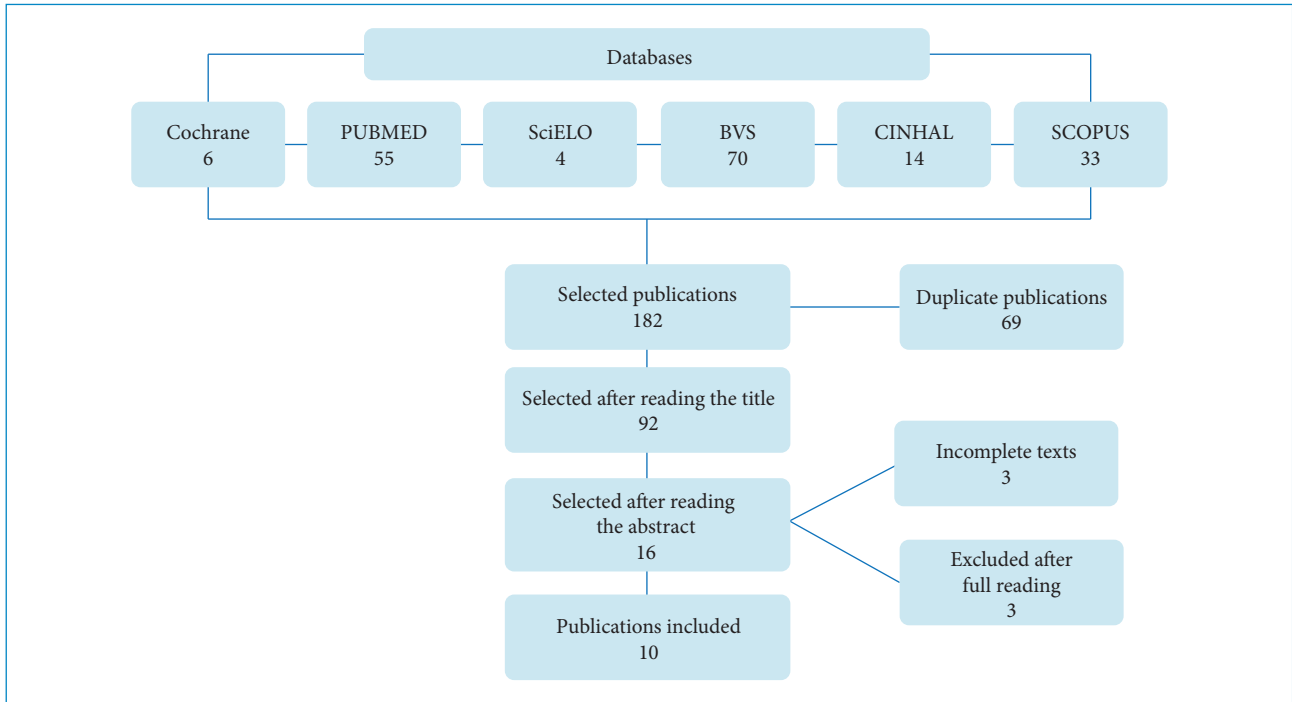 Databases
Cochrane
6
PUBMED
55
SciELO
4
BVS
70
CINHAL
14
SCOPUS
33
Selected publications
182
Duplicate publications
69
Selected after reading the title
92
Selected after reading
the abstract
16
Incomplete texts
3
Excluded after
full reading
3
Publications included
10